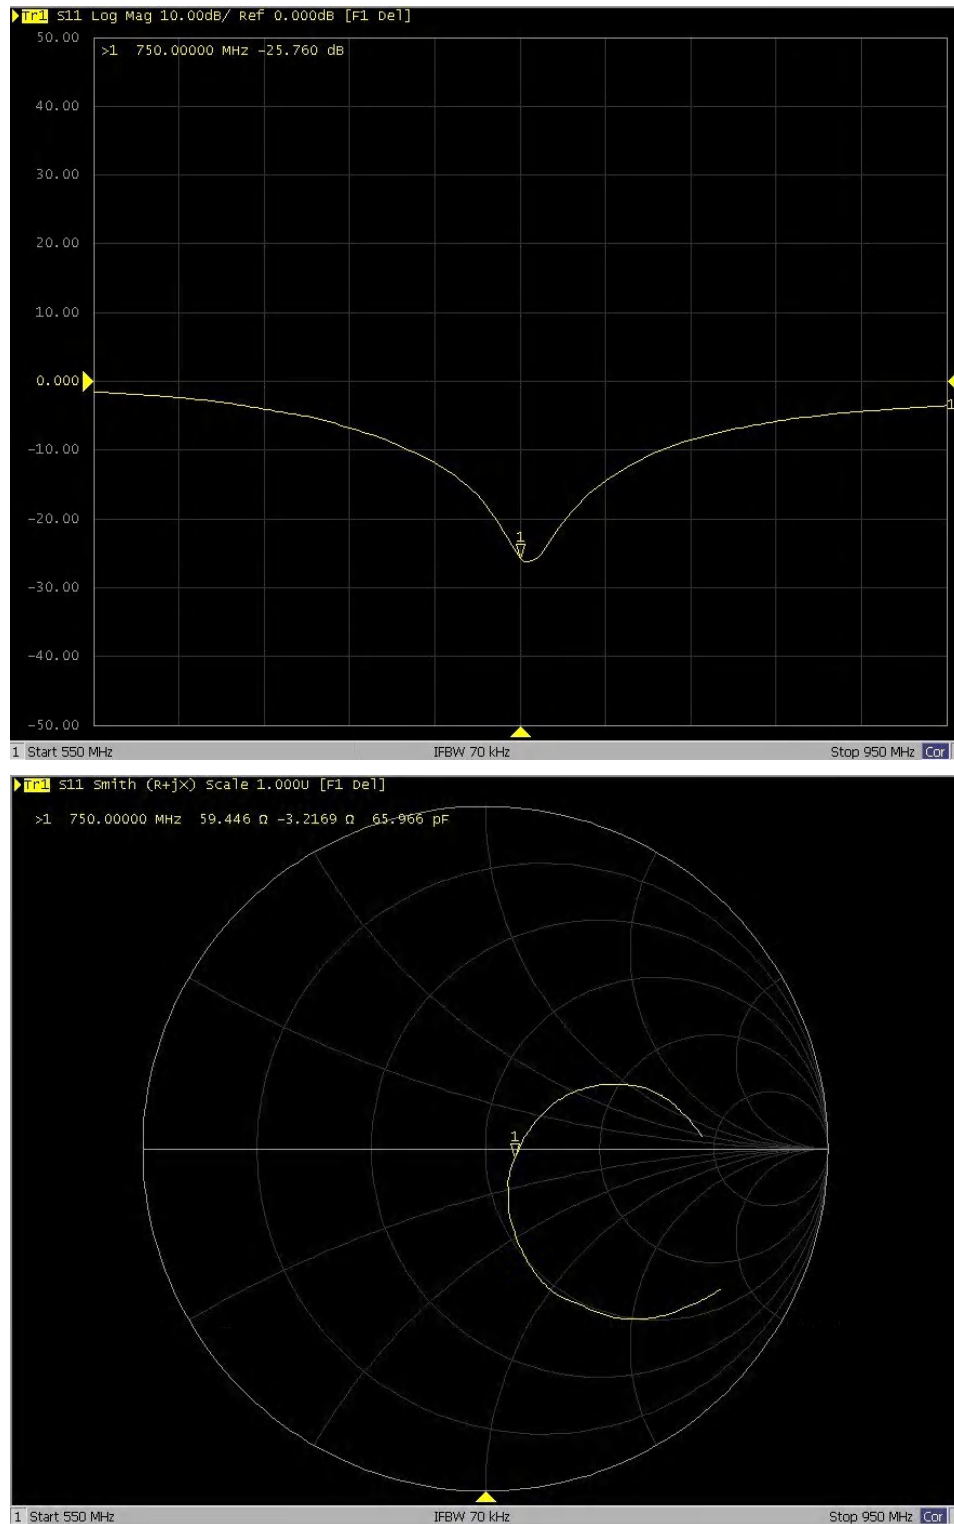 Tr1 S11 Log Mag 10.00dB/ Ref 0.000dB [F1 Del]
50.00
>1 750.00000 MHz -25.760 dB
40.00
30.00
20.00
10.00
0.000
1
-10.00
-20.00
1
-30.00
-40.00
-50.00
1 Start 550 MHz IFBW 70 kHz Stop 950 MHz Cor
Tr1 S11 Smith (R+jX) Scale 1.000U [F1 Del]
>1 750.00000 MHz 59.446 Ω -3.2169 Ω 65.966 pF
1
1 Start 550 MHz IFBW 70 kHz Stop 950 MHz Cor